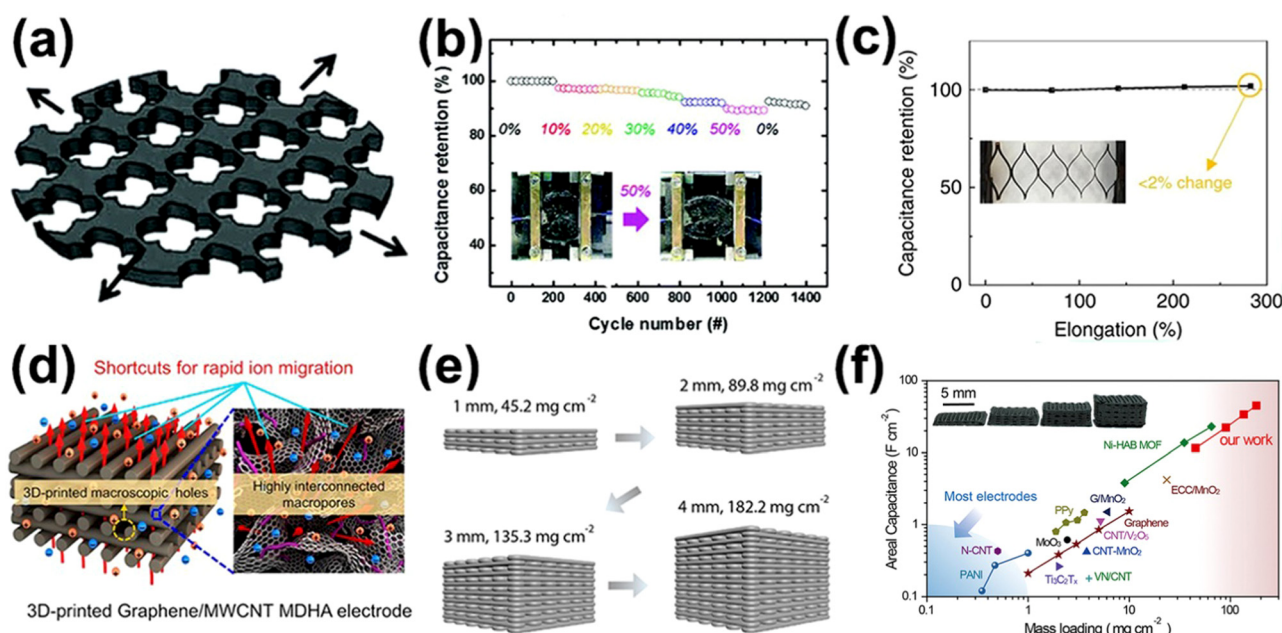 (a)
(b)
Capacitance retention (%)
100
80
60
40
0%
10%
20%
30%
40%
50%
0%
50%
0
200
400
600
800
1000
1200
1400
Cycle number (#)
(c)
Capacitance retention (%)
100
50
0
<2% change
0
100
200
300
Elongation (%)
(d)
Shortcuts for rapid ion migration
3D-printed macroscopic holes
Highly interconnected
macropores
3D-printed Graphene/MWCNT MDHA electrode
(e)
1 mm, 45.2 mg cm⁻²
2 mm, 89.8 mg cm⁻²
3 mm, 135.3 mg cm⁻²
4 mm, 182.2 mg cm⁻²
(f)
Areal Capacitance (F cm⁻²)
100
10
1
0.1
5 mm
Ni-HAB MOF
our work
ECC/MnO₂
Most electrodes
PPy
G/MnO₂
Graphene
MoO₃
CNT/V₂O₅
N-CNT
CNT-MnO₂
PANI
Ti₃C₂Tₓ
VN/CNT
0.1
1
10
100
Mass loading (mg cm⁻²)